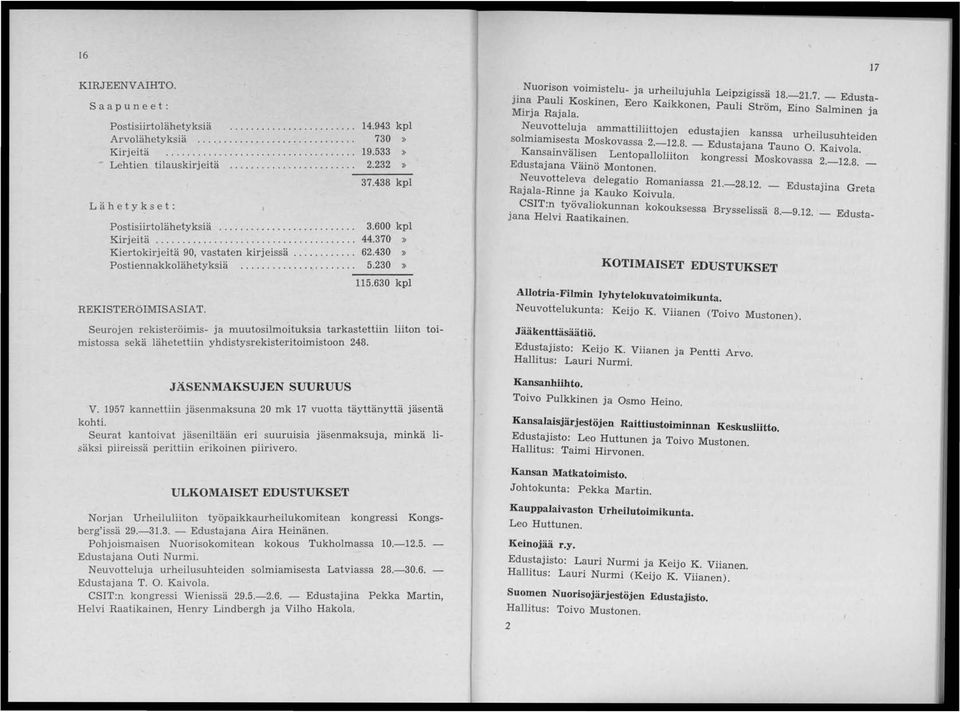 16
KIRJEENVAIHTO.
Saapuneet:
Postisiirtolähetyksiä ........................ 14.943 kpl
Arvolähetyksiä .............................. 730 »
Kirjeitä .................................... 19.533 »
Lehtien tilauskirjeitä ........................ 2.232 »
37.438 kpl
Lähetykset:
Postisiirtolähetyksiä .......................... 3.600 kpl
Kirjeitä ...................................... 44.370 »
Kiertokirjeitä 90, vastaten kirjeissä ............ 62.430 »
Postiennakkolähetyksiä ...................... 5.230 »
115.630 kpl
REKISTERÖIMISASIAT.
Seurojen rekisteröimis- ja muutosilmoituksia tarkastettiin liiton toi-
mistossa sekä lähetettiin yhdistysrekisteritoimistoon 248.
JÄSENMAKSUJEN SUURUUS
V. 1957 kannettiin jäsenmaksuna 20 mk 17 vuotta täyttänyttä jäsentä
kohti.
Seurat kantoivat jäseniltään eri suuruisia jäsenmaksuja, minkä li-
säksi piireissä perittiin erikoinen piirivero.
ULKOMAISET EDUSTUKSET
Norjan Urheiluliiton työpaikkaurheilukomitean kongressi Kongs-
berg'issä 29.—31.3. — Edustajana Aira Heinänen.
Pohjoismaisen Nuorisokomitean kokous Tukholmassa 10.—12.5. —
Edustajana Outi Nurmi.
Neuvotteluja urheilusuhteiden solmiamisesta Latviassa 28.—30.6. —
Edustajana T. O. Kaivola.
CSIT:n kongressi Wienissä 29.5.—2.6. — Edustajina Pekka Martin,
Helvi Raatikainen, Henry Lindbergh ja Vilho Hakola.
17
Nuorison voimistelu- ja urheilujuhla Leipzigissä 18.—21.7. — Edusta-
jina Pauli Koskinen, Eero Kaikkonen, Pauli Ström, Eino Salminen ja
Mirja Rajala.
Neuvotteluja ammattiliittojen edustajien kanssa urheilusuhteiden
solmiamisesta Moskovassa 2.—12.8. — Edustajana Tauno O. Kaivola.
Kansainvälisen Lentopalloliiton kongressi Moskovassa 2.—12.8. —
Edustajana Väinö Montonen.
Neuvotteleva delegatio Romaniassa 21.—28.12. — Edustajina Greta
Rajala-Rinne ja Kauko Koivula.
CSIT:n työvaliokunnan kokouksessa Brysselissä 8.—9.12. — Edusta-
jana Helvi Raatikainen.
KOTIMAISET EDUSTUKSET
Allotria-Filmin lyhytelokuvatoimikunta.
Neuvottelukunta: Keijo K. Viianen (Toivo Mustonen).
Jääkenttäsäätiö.
Edustajisto: Keijo K. Viianen ja Pentti Arvo.
Hallitus: Lauri Nurmi.
Kansanhiihto.
Toivo Pulkkinen ja Osmo Heino.
Kansalaisjärjestöjen Raittiustoiminnan Keskusliitto.
Edustajisto: Leo Huttunen ja Toivo Mustonen.
Hallitus: Taimi Hirvonen.
Kansan Matkatoimisto.
Johtokunta: Pekka Martin.
Kauppalaivaston Urheilutoimikunta.
Leo Huttunen.
Keinojää r.y.
Edustajisto: Lauri Nurmi ja Keijo K. Viianen.
Hallitus: Lauri Nurmi (Keijo K. Viianen).
Suomen Nuorisojärjestöjen Edustajisto.
Hallitus: Toivo Mustonen.
2